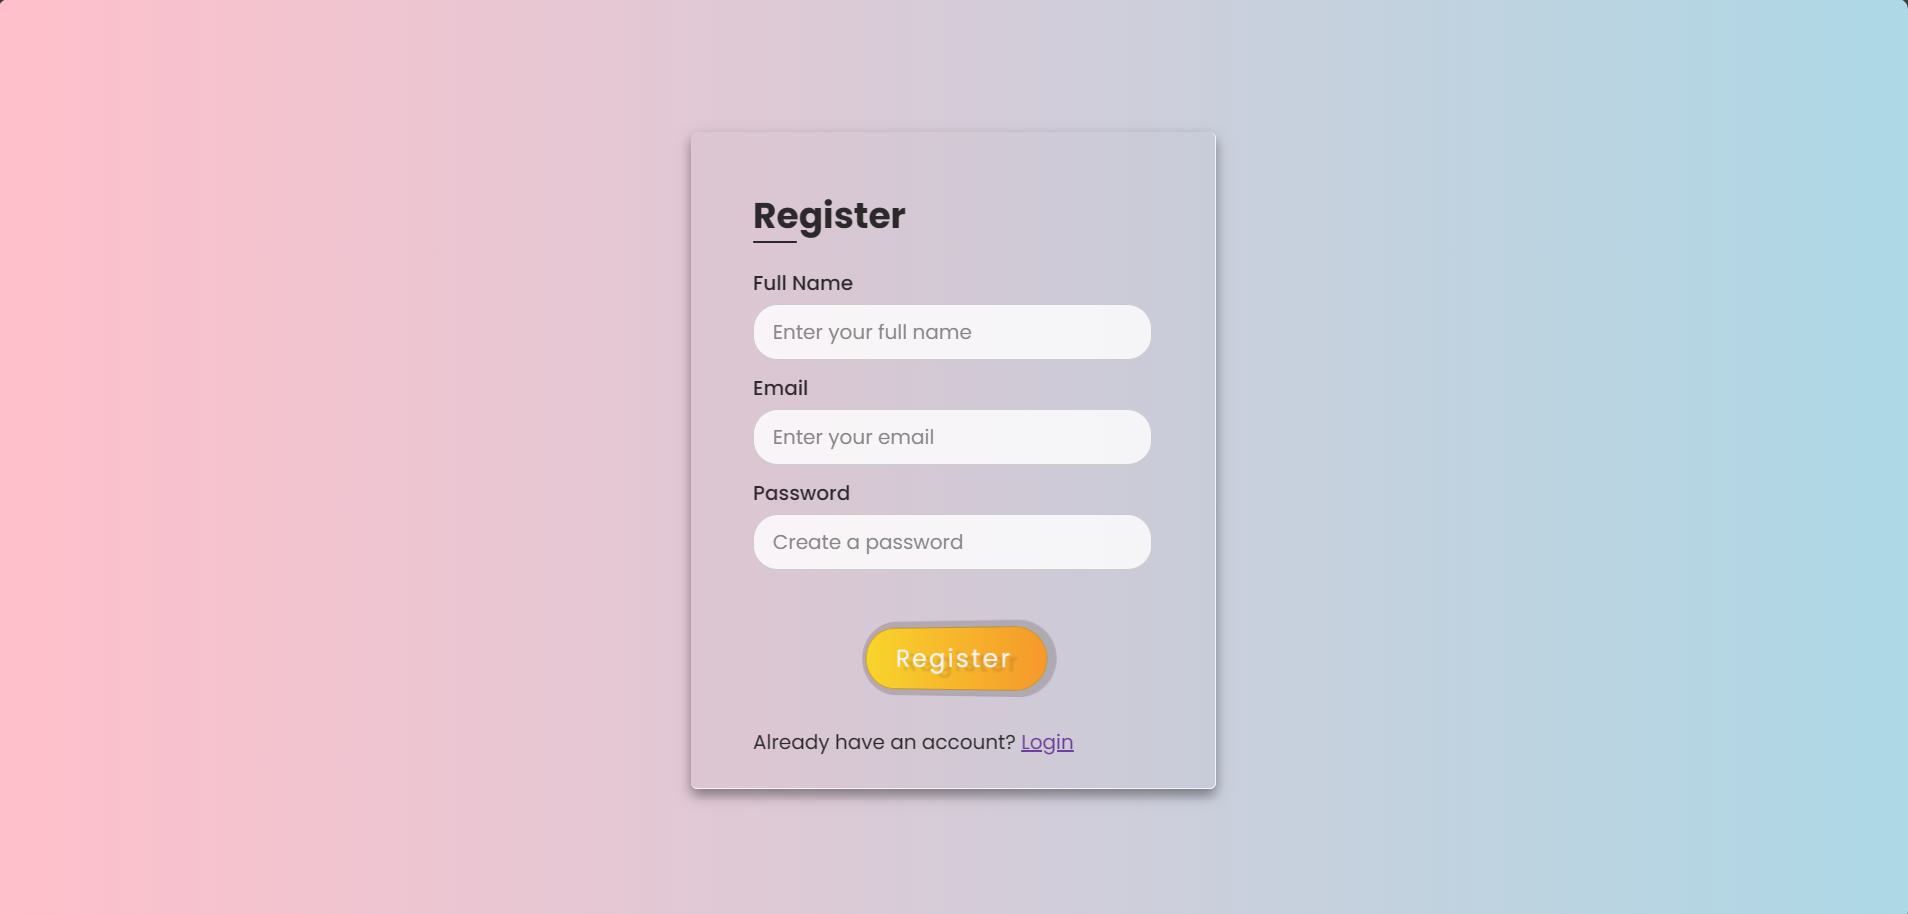 Register
Full Name
Enter your full name
Email
Enter your email
Password
Create a password
Register
Already have an account? Login